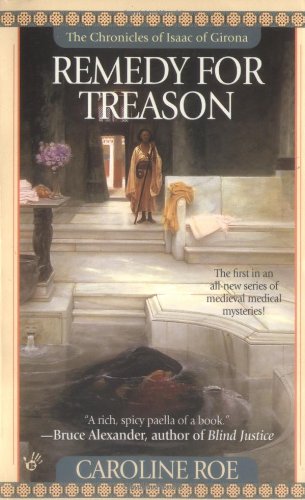 The Chronicles of Isaac of Girona
REMEDY FOR
TREASON
The first in an
all-new series of
medieval medical
mysteries!
"A rich, spicy paella of a book."
—Bruce Alexander, author of Blind Justice
CAROLINE ROE